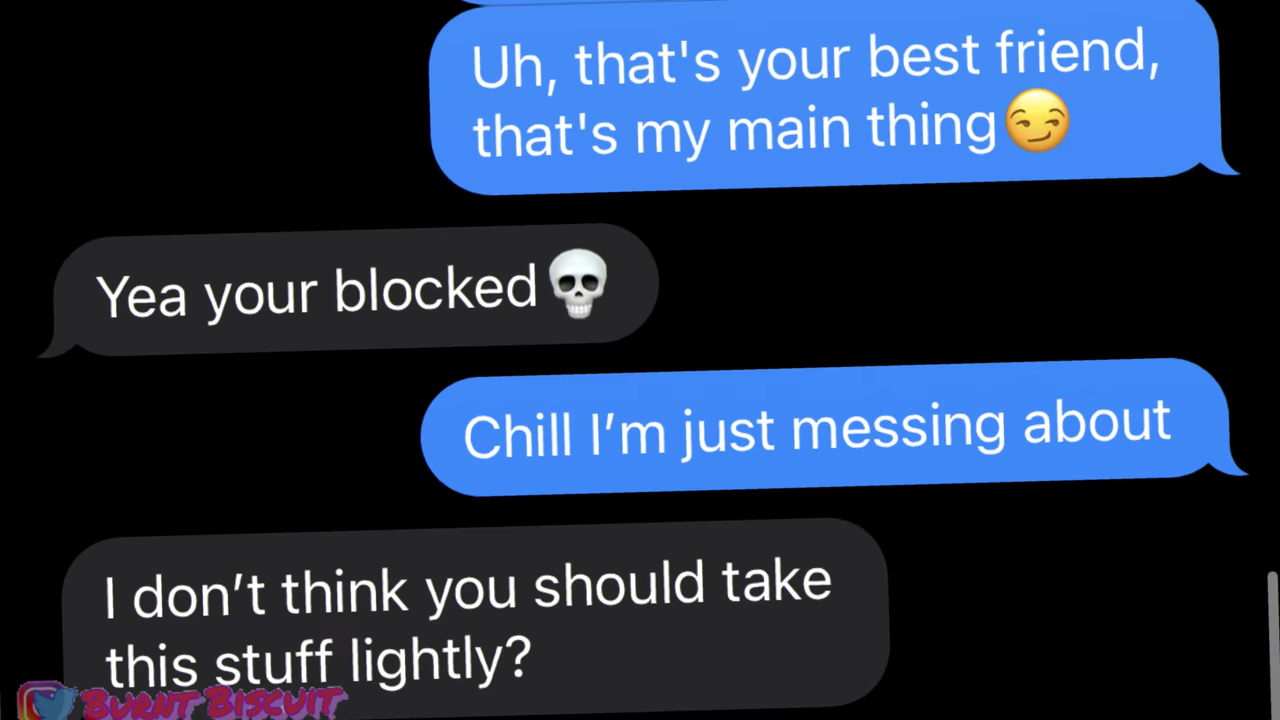 Uh, that's your best friend,
that's my main thing😏
Yea your blocked💀
Chill I’m just messing about
I don’t think you should take
this stuff lightly?
BURNT BISCUIT